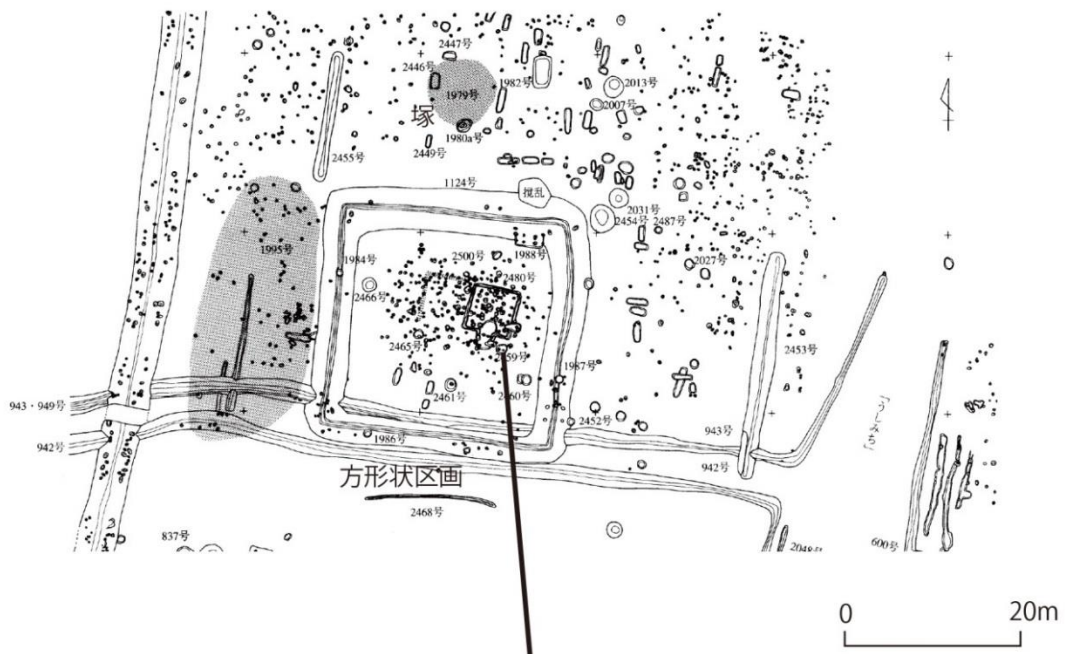 2447号
2446号
1979号
1982号
2013号
2007号
塚
1980a号
2449号
2455号
1124号
撹乱
2031号
2454号 2487号
1995号
1984号
2500号
1988号
2027号
2466号
2480号
2465号
2453号
59号
1987号
2461号
2460号
943・949号
2452号
1986号
943号
942号
942号
方形状区画
2468号
837号
2048号
600号
0 20m